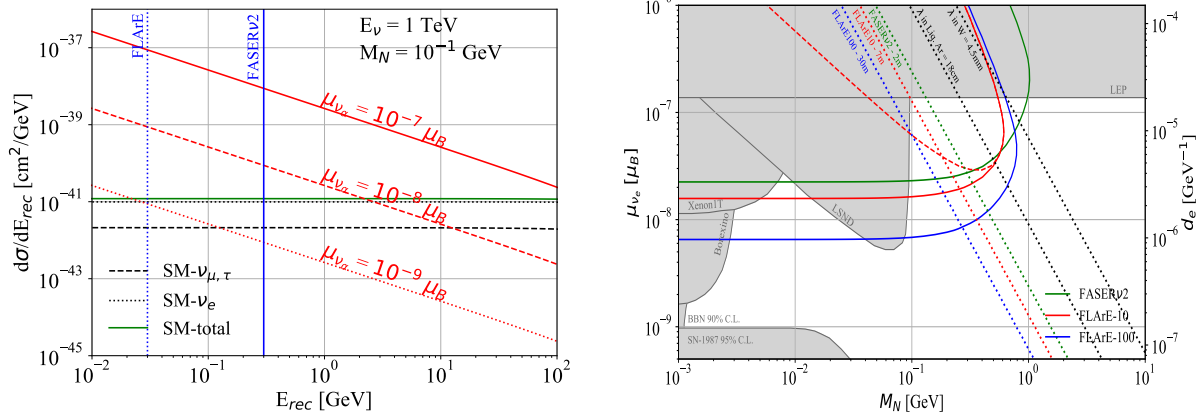 FLArE
FASERν2
E_ν = 1 TeV
M_N = 10^-1 GeV
μ_να = 10^-7 μ_B
μ_να = 10^-8 μ_B
μ_να = 10^-9 μ_B
SM-ν_μ,τ
SM-ν_e
SM-total
dσ/dE_rec [cm²/GeV]
10^-37
10^-39
10^-41
10^-43
10^-45
10^-2
10^-1
10^0
10^1
10^2
E_rec [GeV]
FLArE100 - 30m
FLArE10 - 7m
FASERν2 - 2m
λ in Liq. Ar = 18cm
λ in W = 4.5mm
LEP
Xenon1T
Borexino
LSND
BBN 90% C.L.
SN-1987 95% C.L.
FASERν2
FLArE-10
FLArE-100
μ_νe [μ_B]
10^-6
10^-7
10^-8
10^-9
10^-3
10^-2
10^-1
10^0
10^1
M_N [GeV]
d_e [GeV^-1]
10^-4
10^-5
10^-6
10^-7